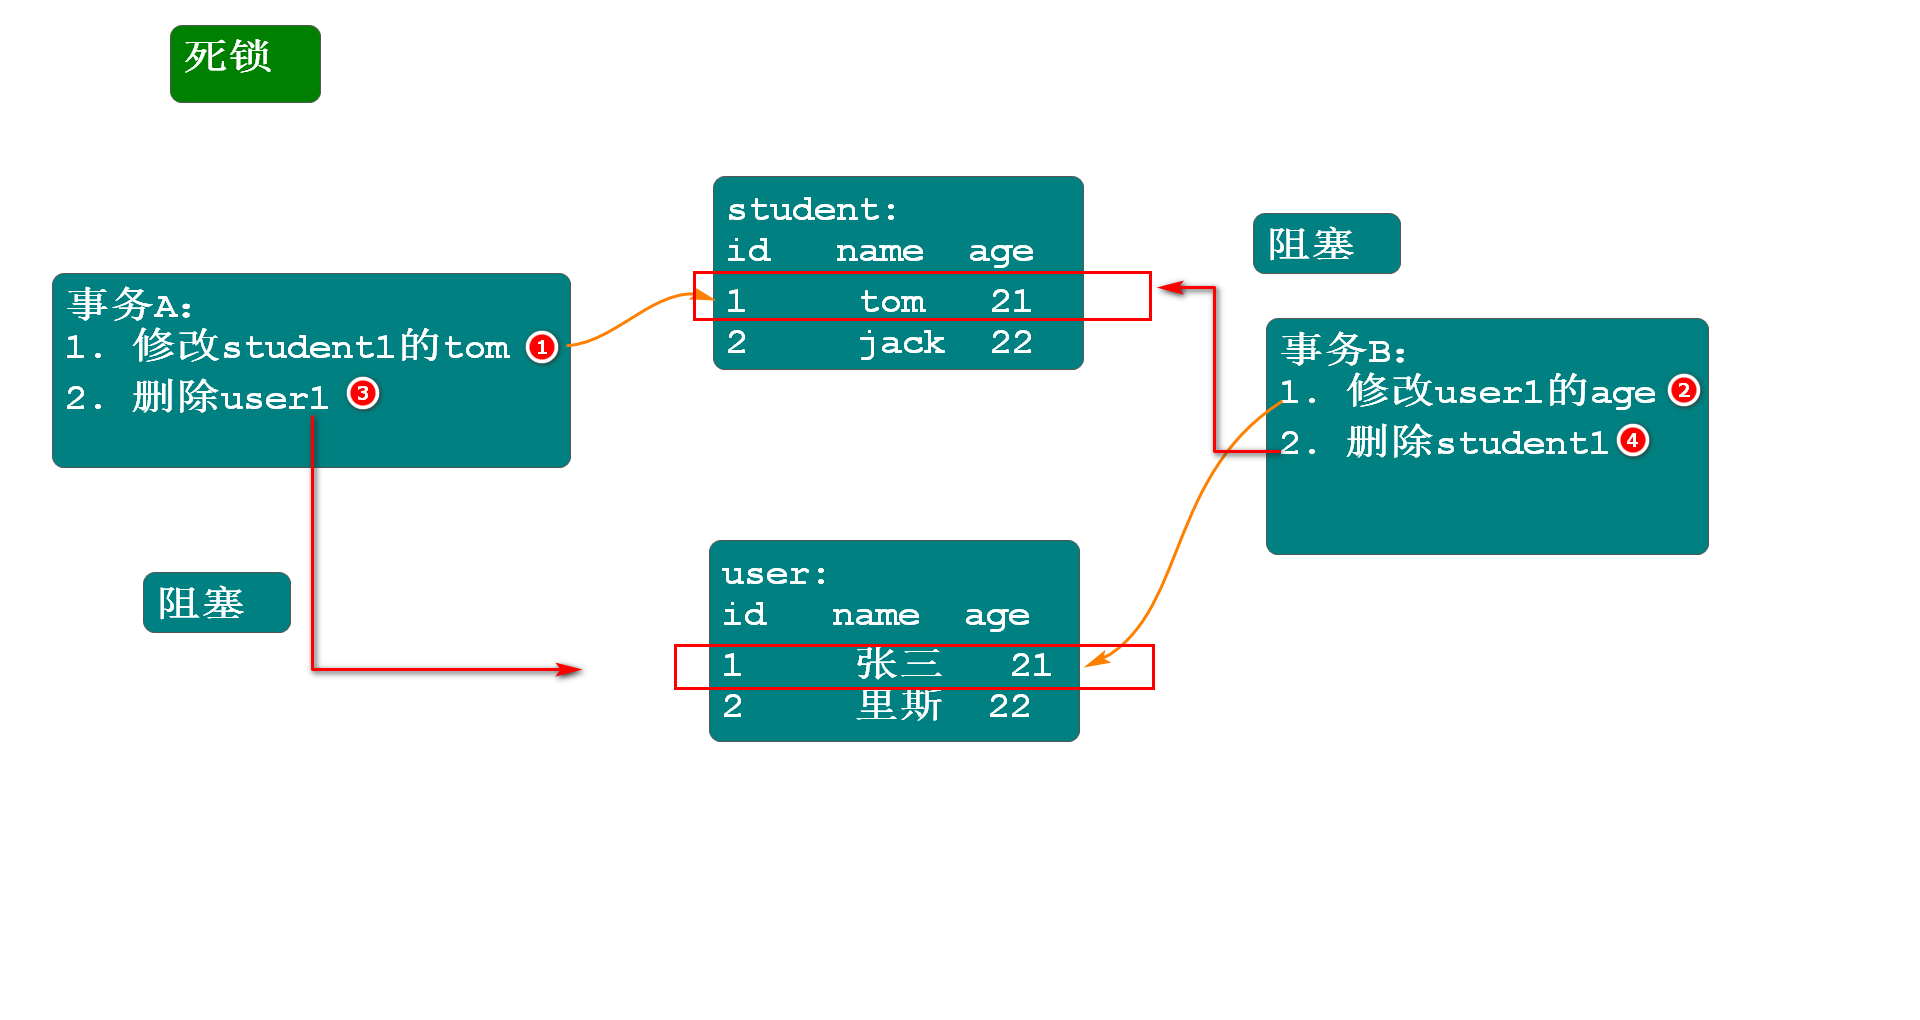 死锁
student:
id name age
1 tom 21
2 jack 22
阻塞
事务A:
1. 修改student1的tom 1
2. 删除user1 3
事务B:
1. 修改user1的age 2
2. 删除student1 4
阻塞
user:
id name age
1 张三 21
2 里斯 22